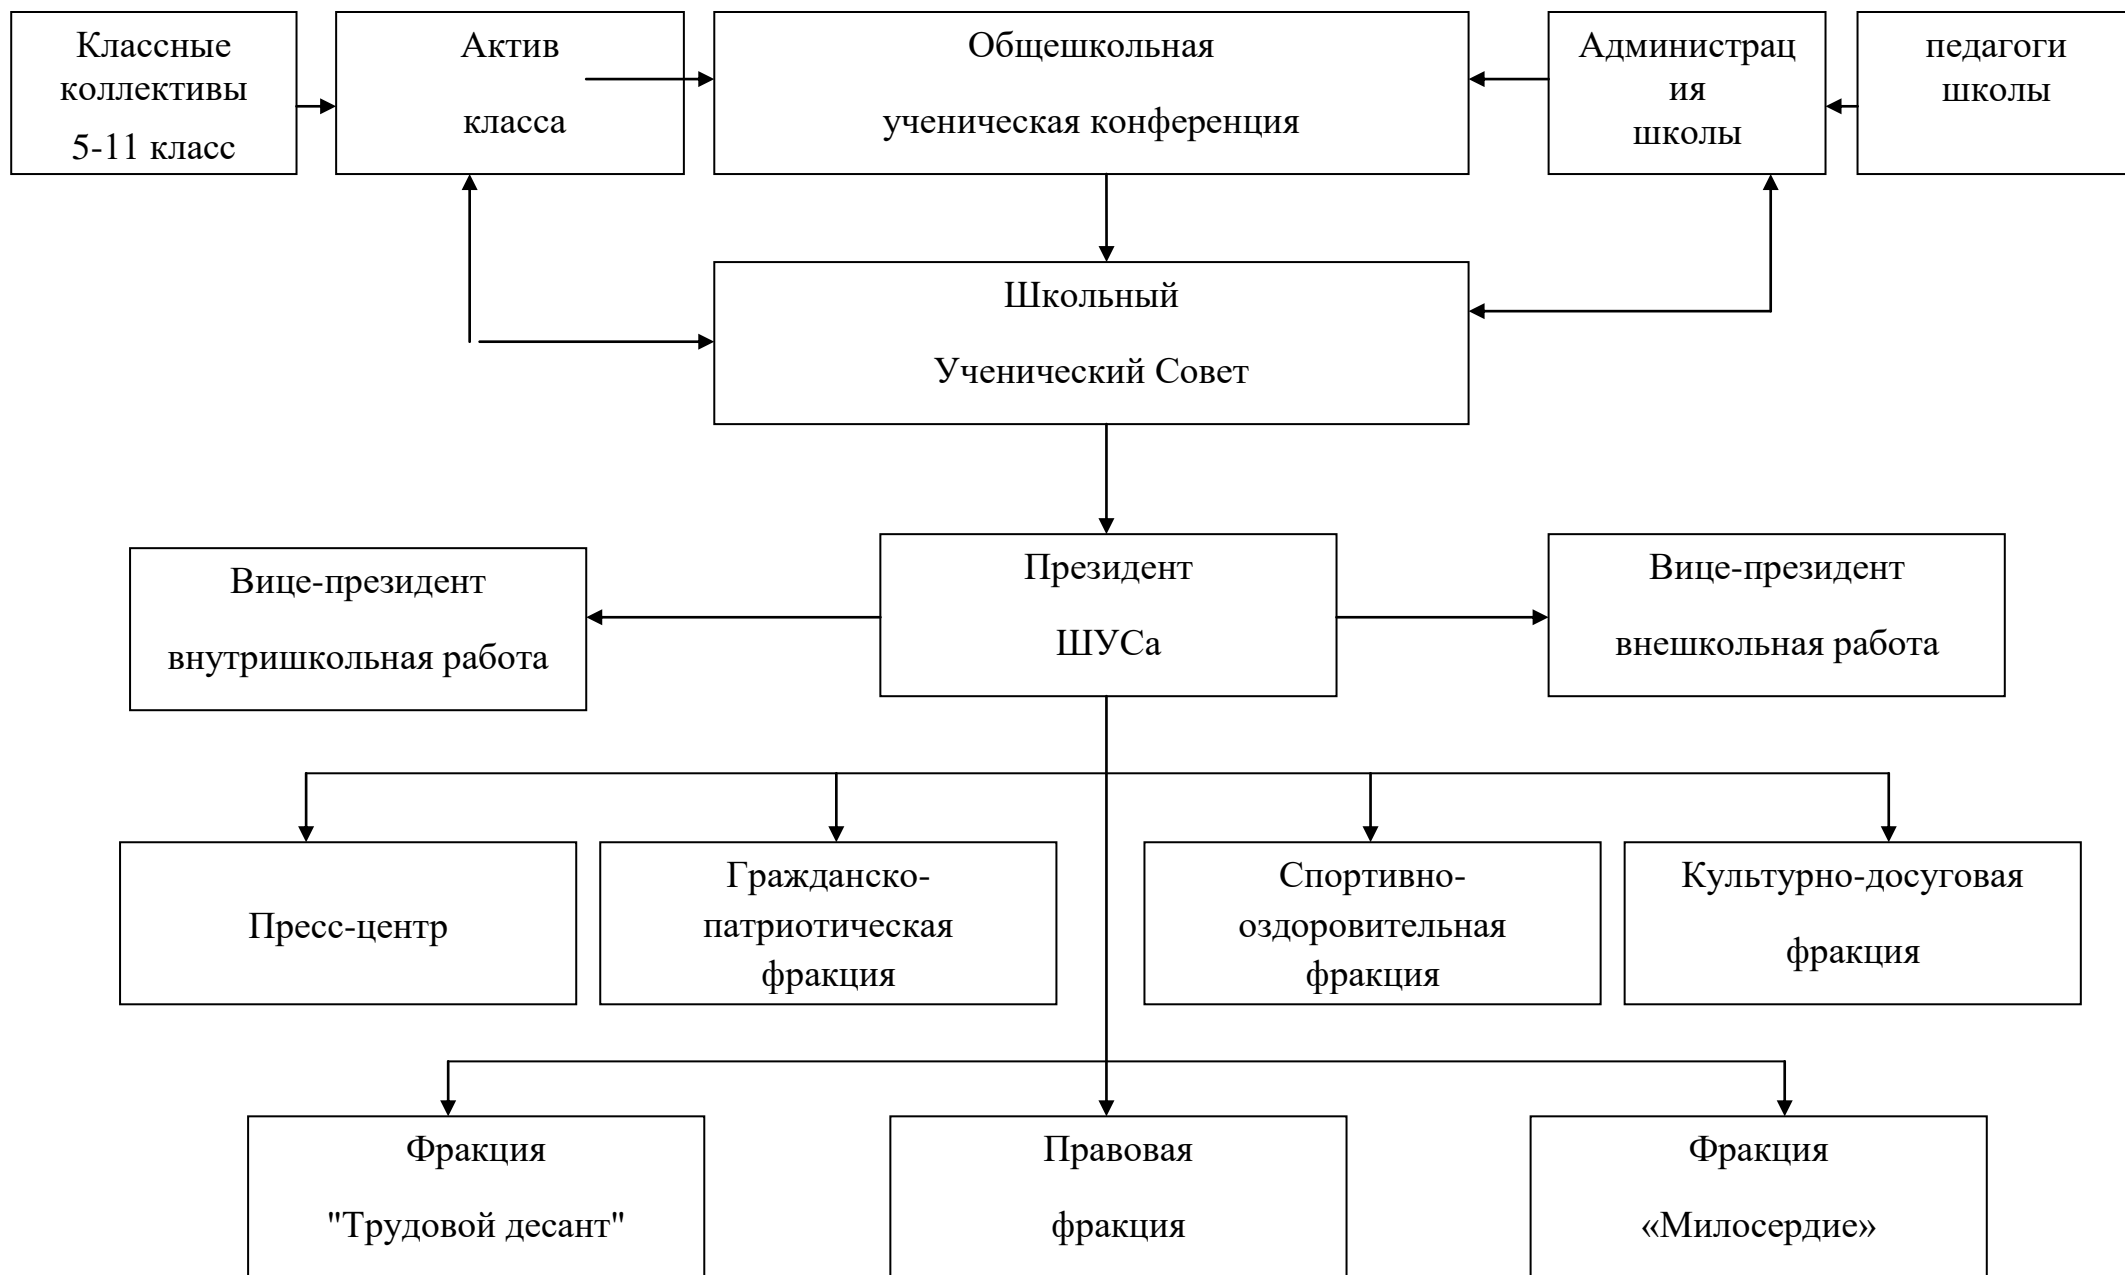 Классные
коллективы
5-11 класс
Актив
класса
Общешкольная
ученическая конференция
Администрац
ия
школы
педагоги
школы
Школьный
Ученический Совет
Вице-президент
внутришкольная работа
Президент
ШУСа
Вице-президент
внешкольная работа
Пресс-центр
Гражданско-
патриотическая
фракция
Спортивно-
оздоровительная
фракция
Культурно-досуговая
фракция
Фракция
"Трудовой десант"
Правовая
фракция
Фракция
«Милосердие»